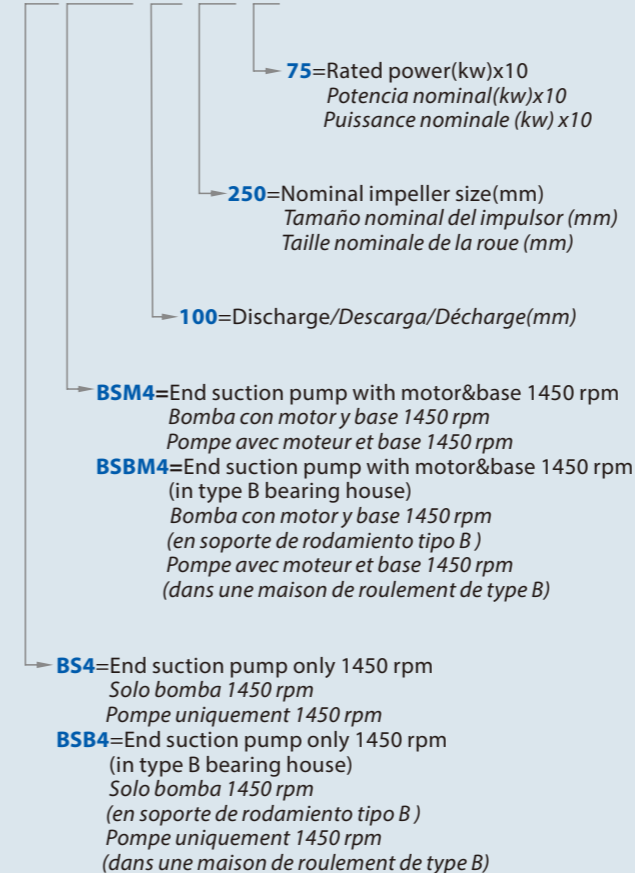 75=Rated power(kw)x10
Potencia nominal(kw)x10
Puissance nominale (kw) x10
250=Nominal impeller size(mm)
Tamaño nominal del impulsor (mm)
Taille nominale de la roue (mm)
100=Discharge/Descarga/Décharge(mm)
BSM4=End suction pump with motor&base 1450 rpm
Bomba con motor y base 1450 rpm
Pompe avec moteur et base 1450 rpm
BSBM4=End suction pump with motor&base 1450 rpm
(in type B bearing house)
Bomba con motor y base 1450 rpm
(en soporte de rodamiento tipo B )
Pompe avec moteur et base 1450 rpm
(dans une maison de roulement de type B)
BS4=End suction pump only 1450 rpm
Solo bomba 1450 rpm
Pompe uniquement 1450 rpm
BSB4=End suction pump only 1450 rpm
(in type B bearing house)
Solo bomba 1450 rpm
(en soporte de rodamiento tipo B )
Pompe uniquement 1450 rpm
(dans une maison de roulement de type B)